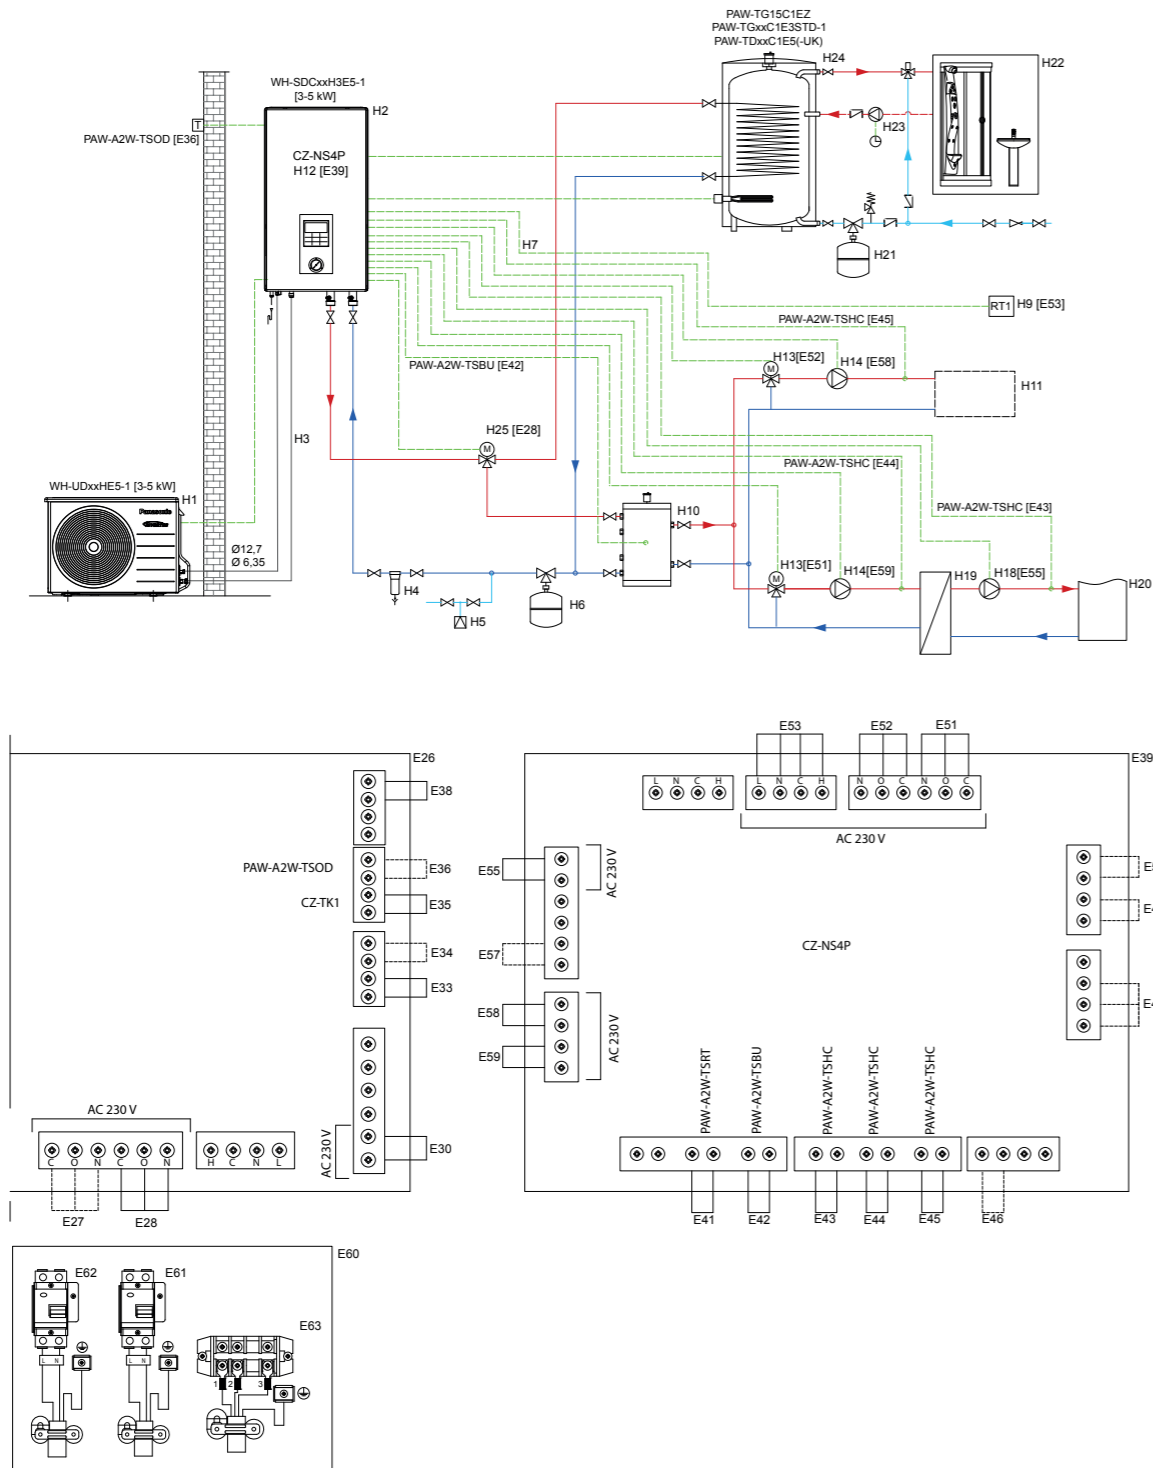 PAW-TG15C1EZ
PAW-TGxxC1E3STD-1
PAW-TDxxC1E5(-UK)
H24
H22
WH-SDCxxH3E5-1
[3-5 kW]
H2
T
PAW-A2W-TSOD [E36]
CZ-NS4P
H12 [E39]
H23
H7
H21
RT1
H9 [E53]
PAW-A2W-TSHC [E45]
PAW-A2W-TSBU [E42]
M
H13[E52]
H14 [E58]
H11
H3
H25 [E28]
M
PAW-A2W-TSHC [E44]
WH-UDxxHE5-1 [3-5 kW]
H1
Panasonic
Ø12,7
Ø 6,35
H10
PAW-A2W-TSHC [E43]
M
H13[E51]
H14[E59]
H19
H18[E55]
H20
H4
H5
H6
E26
E38
PAW-A2W-TSOD
E36
CZ-TK1
E35
E34
E33
AC 230 V
AC 230 V
E30
C O N C O N
H C N L
E27
E28
E53
E52
E51
E39
L N C H
L N C H
N O C N O C
AC 230 V
E55
AC 230 V
E57
E58
E59
AC 230 V
CZ-NS4P
PAW-A2W-TSRT
PAW-A2W-TSBU
PAW-A2W-TSHC
PAW-A2W-TSHC
PAW-A2W-TSHC
E41
E42
E43
E44
E45
E46
E60
E62
E61
E63
L N
L N
1 2 3